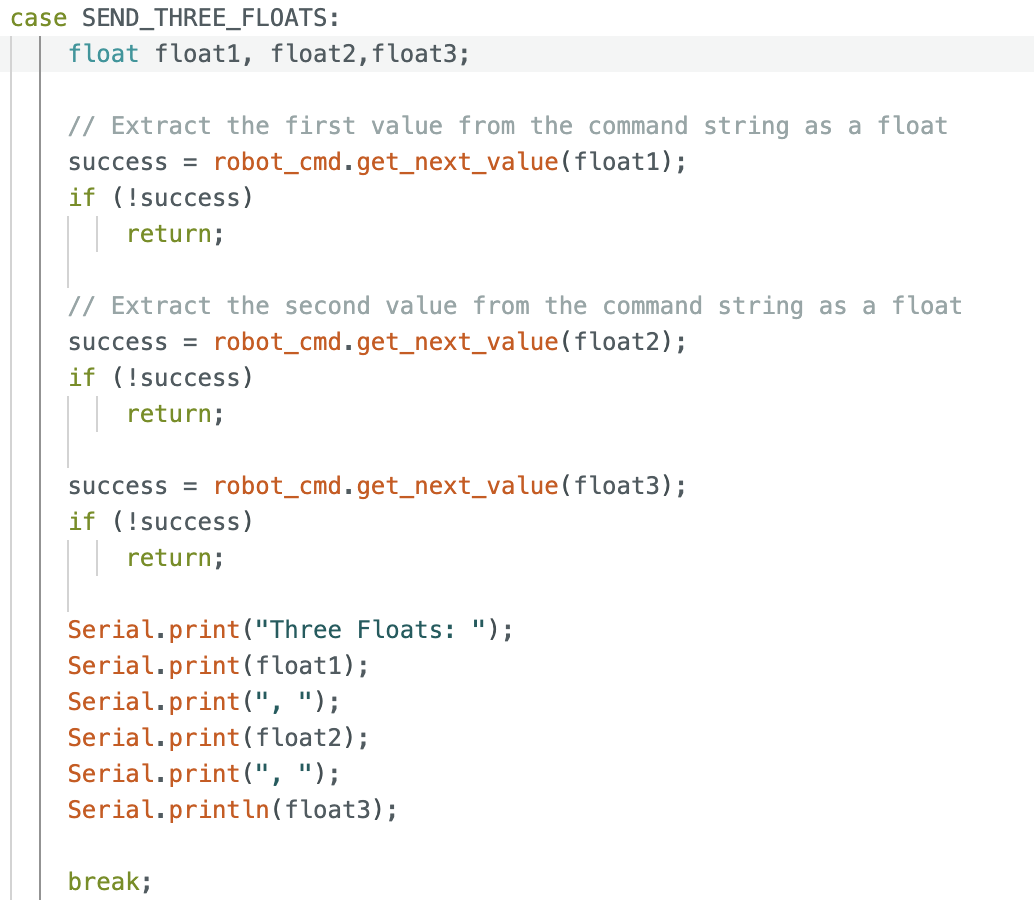 case SEND_THREE_FLOATS:
float float1, float2,float3;
// Extract the first value from the command string as a float
success = robot_cmd.get_next_value(float1);
if (!success)
return;
// Extract the second value from the command string as a float
success = robot_cmd.get_next_value(float2);
if (!success)
return;
success = robot_cmd.get_next_value(float3);
if (!success)
return;
Serial.print("Three Floats: ");
Serial.print(float1);
Serial.print(", ");
Serial.print(float2);
Serial.print(", ");
Serial.println(float3);
break;